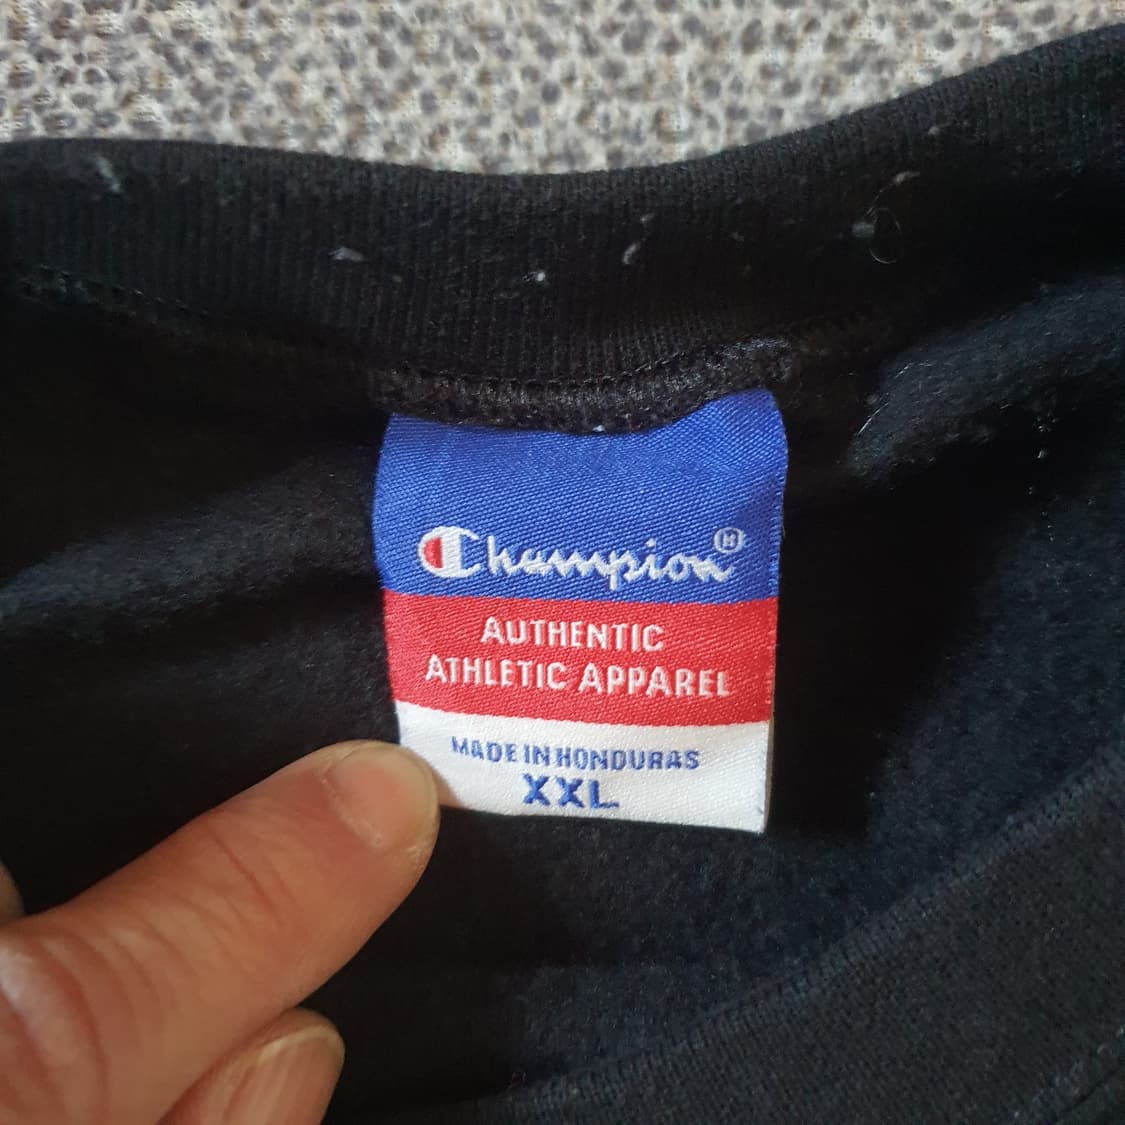 Champion®
AUTHENTIC
ATHLETIC APPAREL
MADE IN HONDURAS
XXL